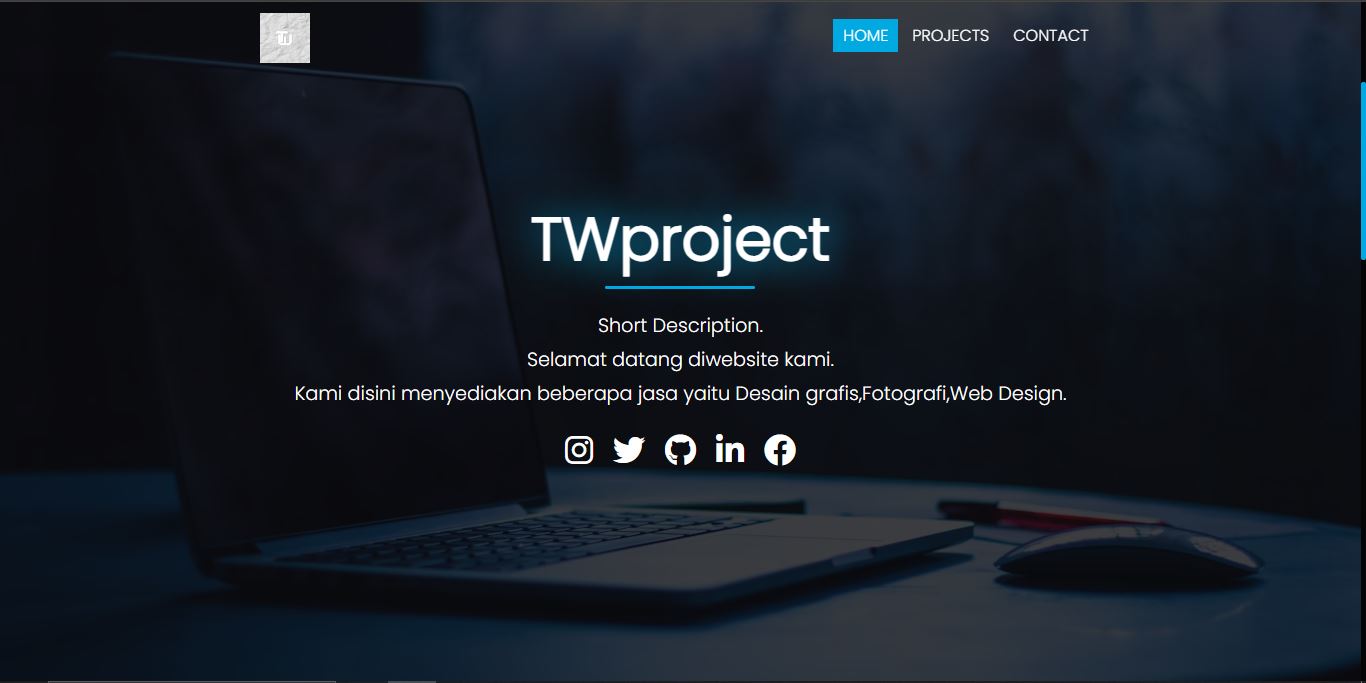 TW
HOME PROJECTS CONTACT
TWproject
Short Description.
Selamat datang diwebsite kami.
Kami disini menyediakan beberapa jasa yaitu Desain grafis,Fotografi,Web Design.